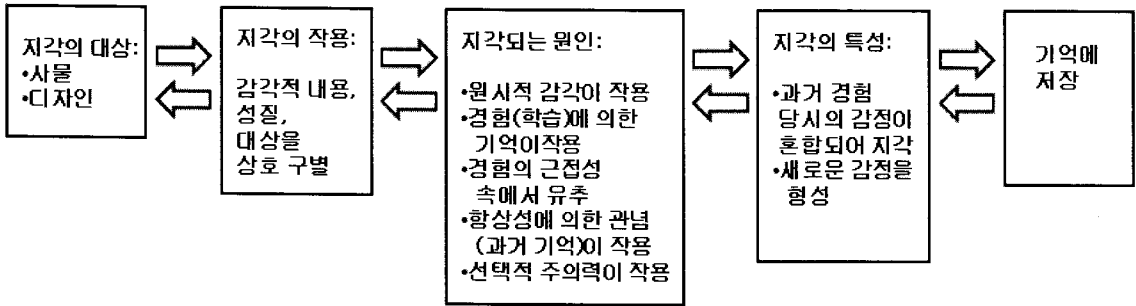 지각의 대상:
•사물
•디자인
지각의 작용:
감각적 내용,
성질,
대상을
상호 구별
지각되는 원인:
•원시적 감각이 작용
•경험(학습)에 의한
기억이작용
•경험의 근접성
속에서 유추
•항상성에 의한 관념
(과거 기억)이 작용
•선택적 주의력이 작용
지각의 특성:
•과거 경험
당시의 감정이
혼합되어 지각
•새로운 감정을
형성
기억에
저장